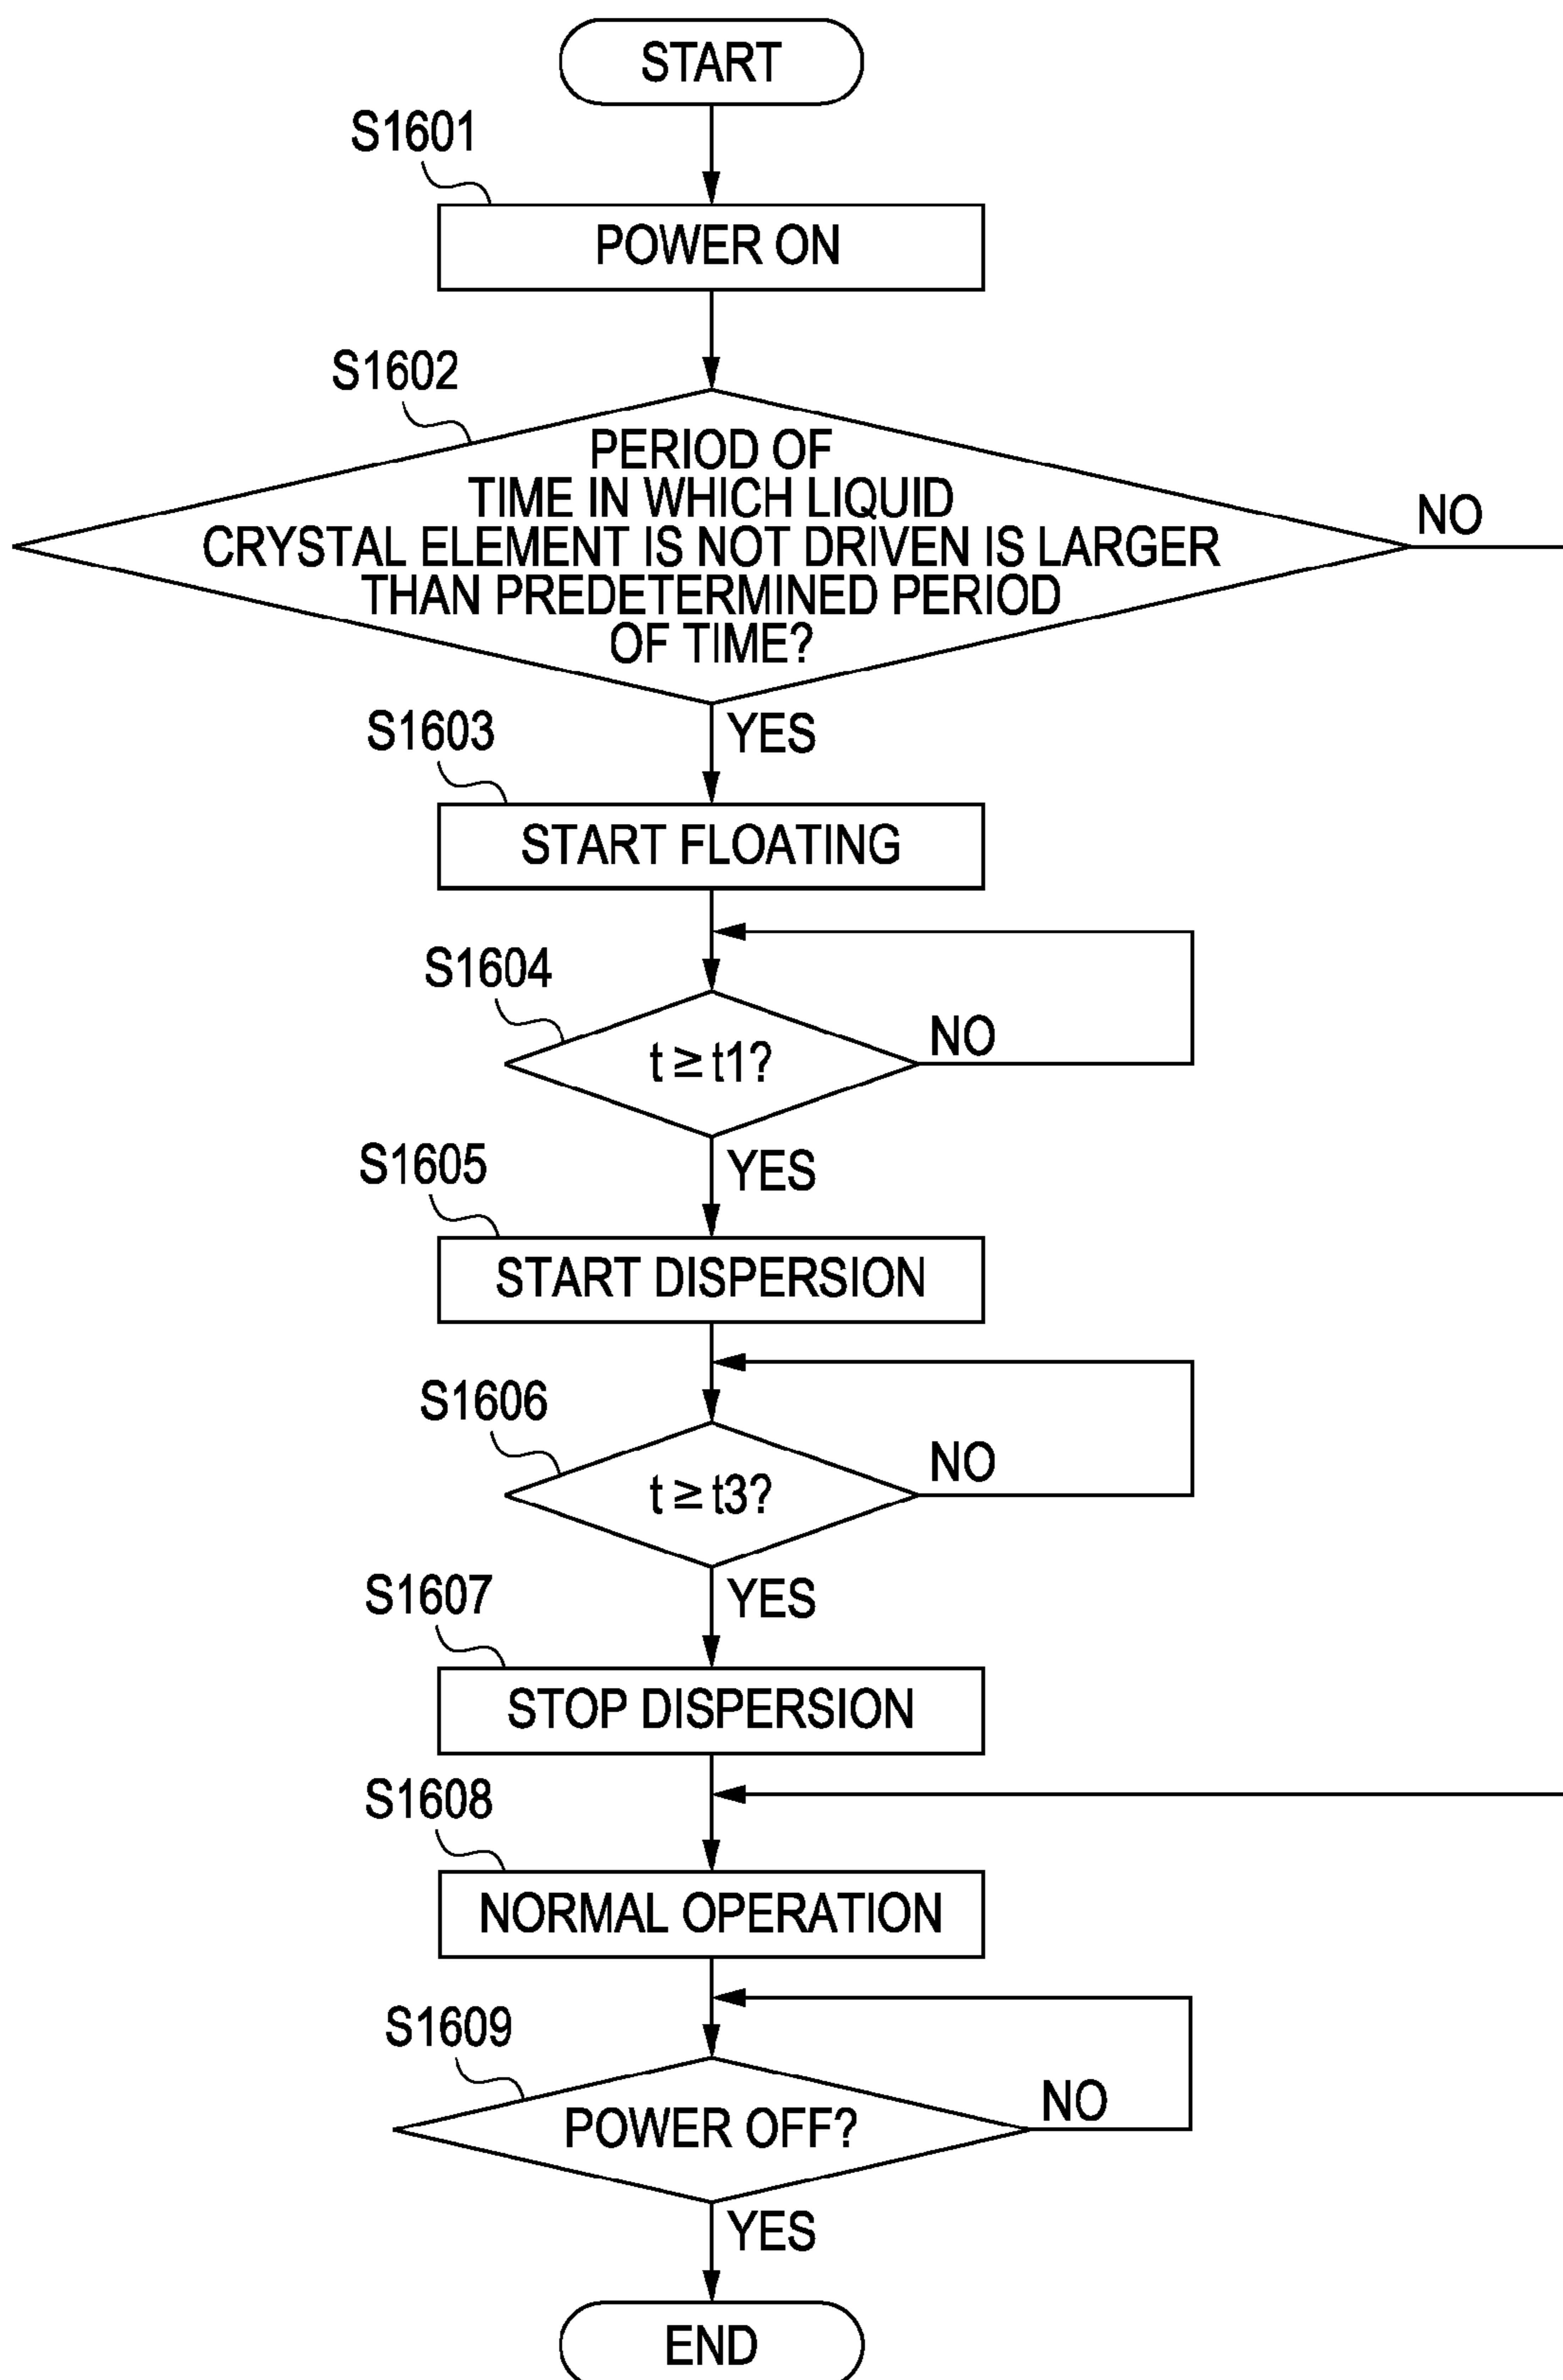 START
S1601
POWER ON
S1602
PERIOD OF
TIME IN WHICH LIQUID
CRYSTAL ELEMENT IS NOT DRIVEN IS LARGER
THAN PREDETERMINED PERIOD
OF TIME?
NO
YES
S1603
START FLOATING
S1604
t ≥ t1?
NO
YES
S1605
START DISPERSION
S1606
t ≥ t3?
NO
YES
S1607
STOP DISPERSION
S1608
NORMAL OPERATION
S1609
POWER OFF?
NO
YES
END